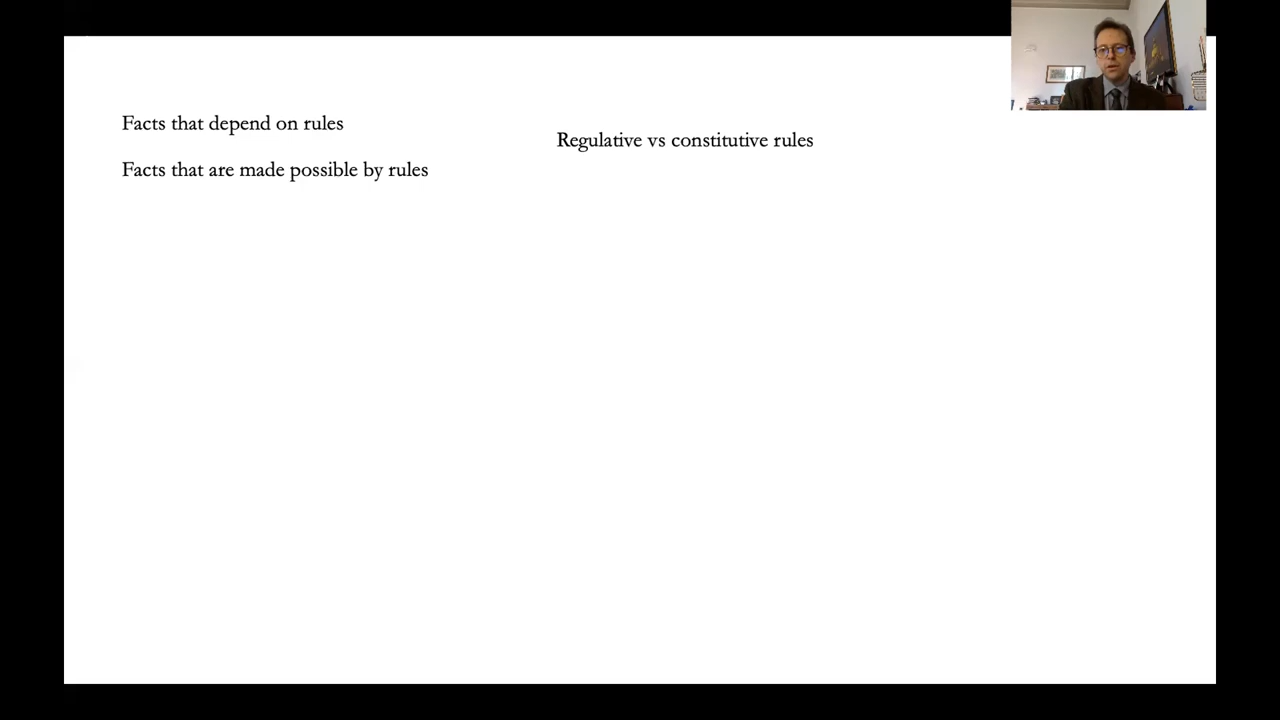 Facts that depend on rules
Regulative vs constitutive rules
Facts that are made possible by rules